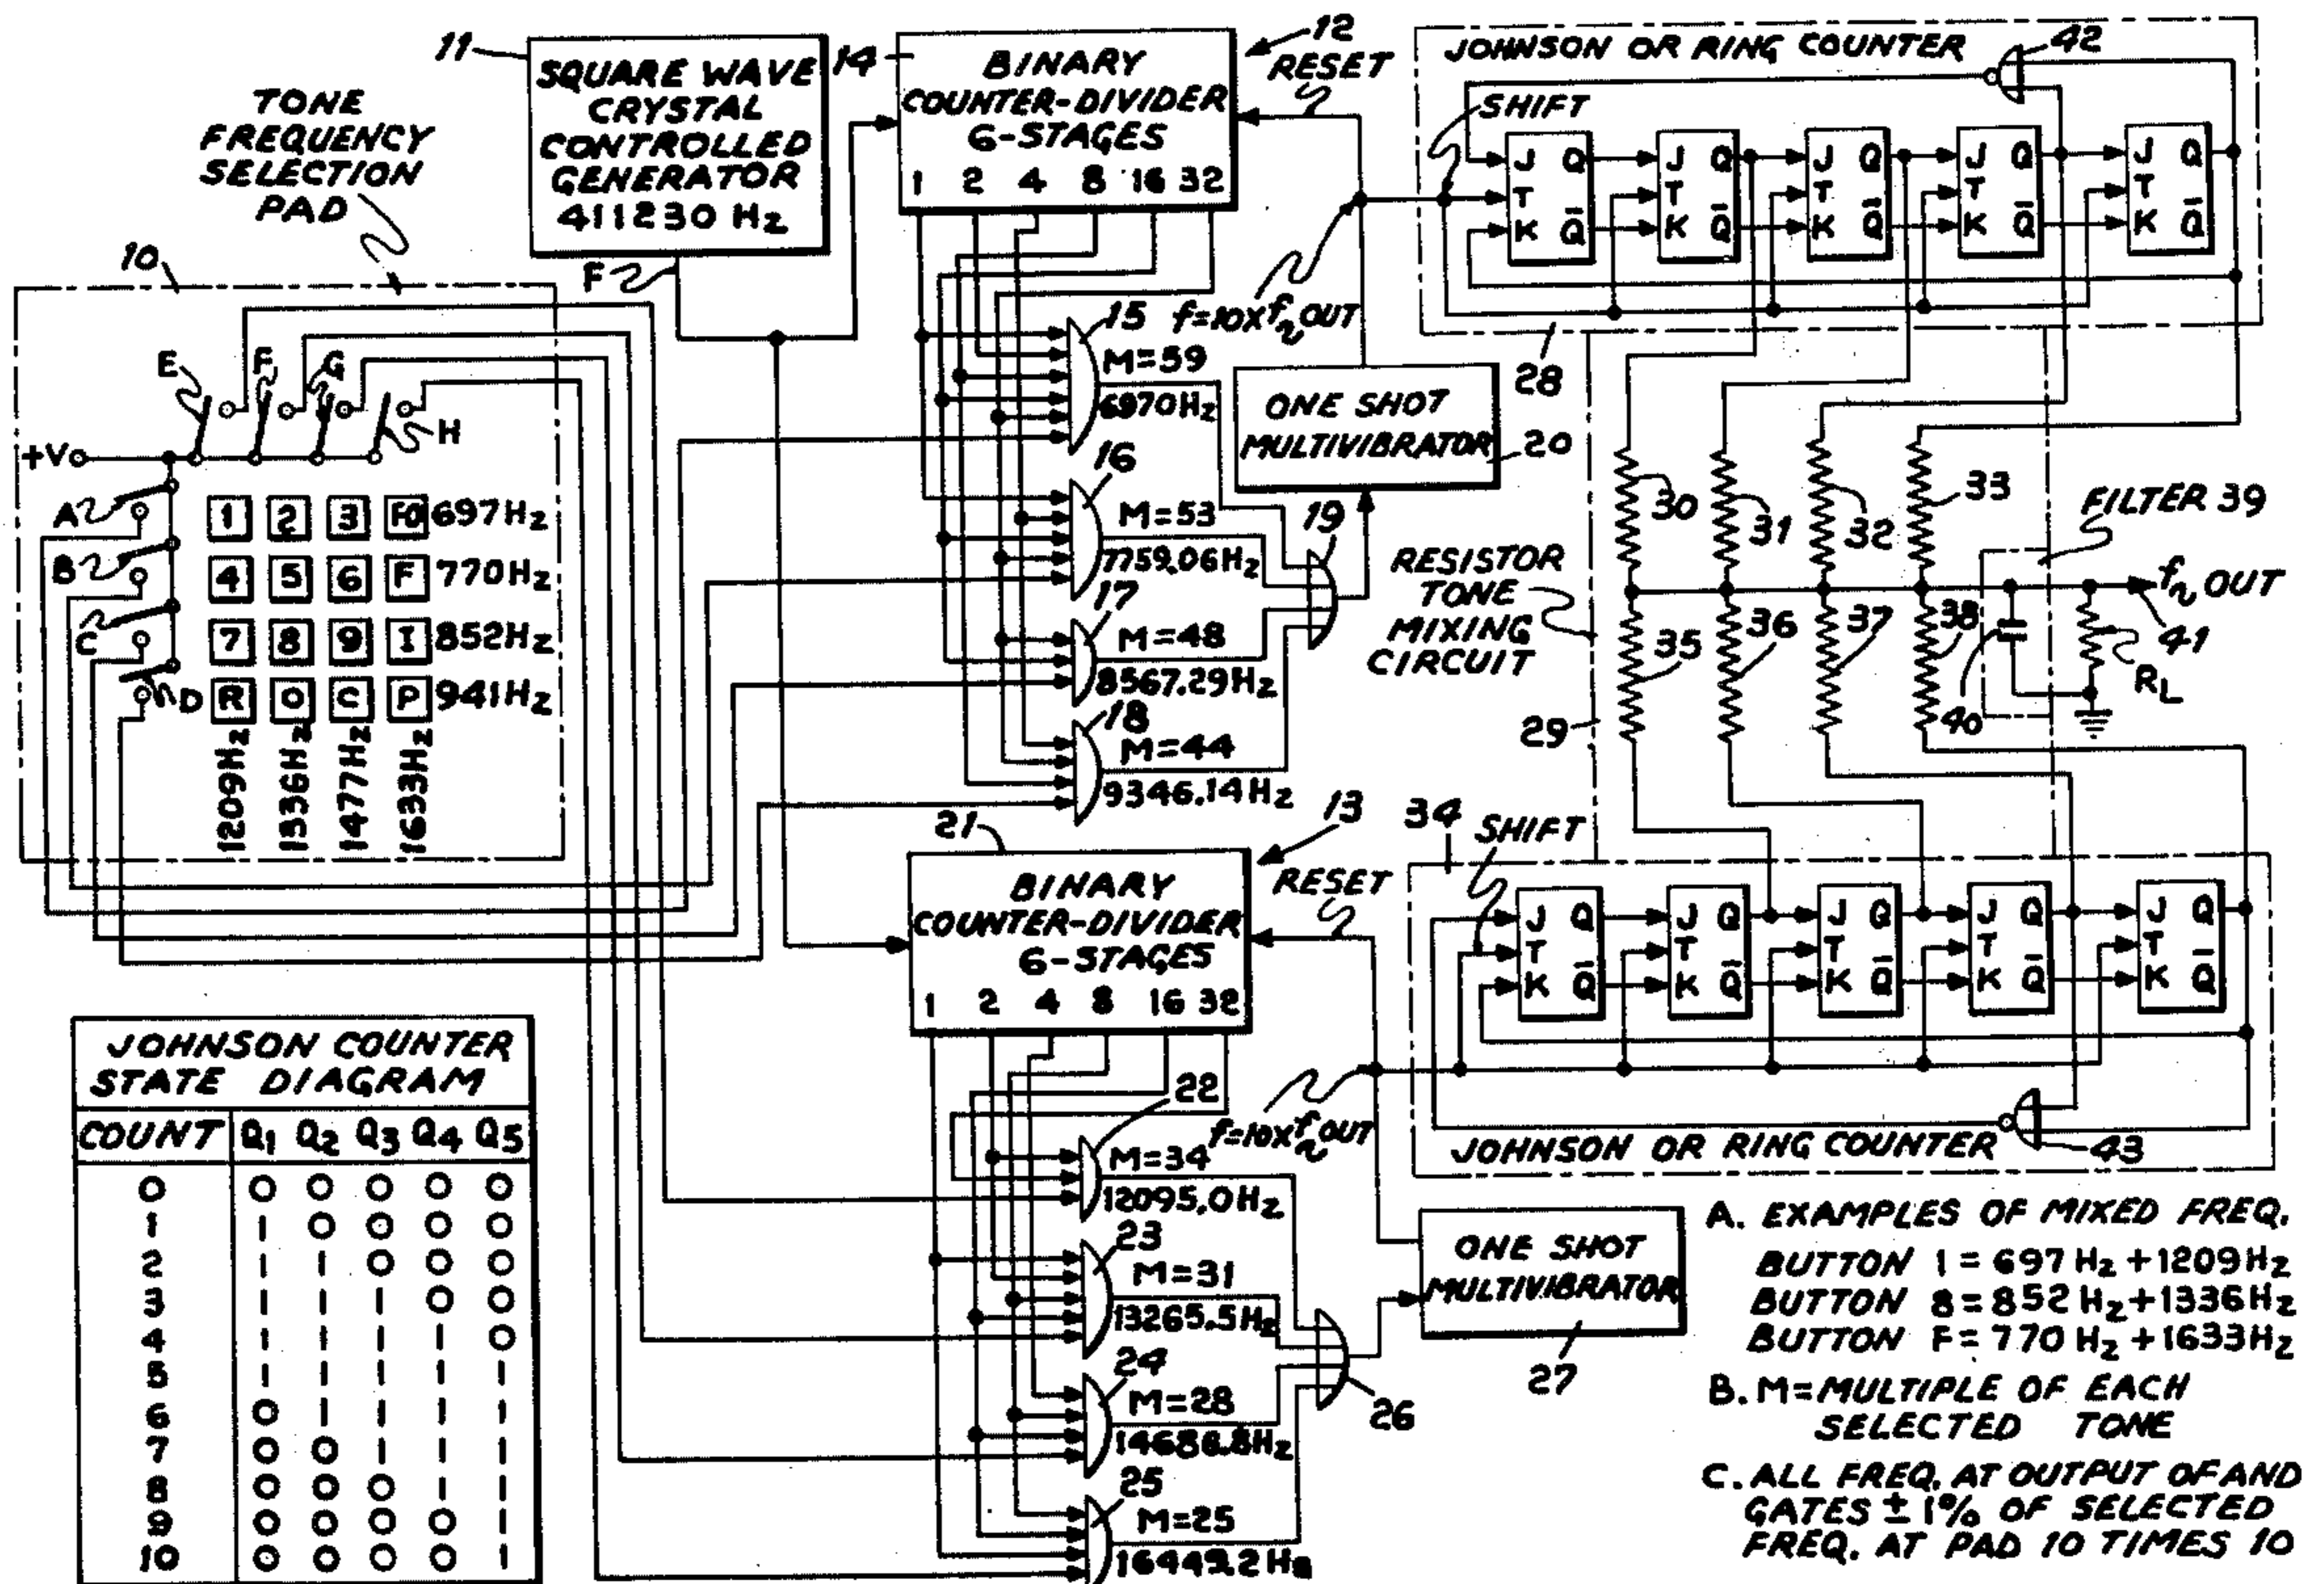 11
SQUARE WAVE
CRYSTAL
CONTROLLED
GENERATOR
411230 Hz
F
TONE
FREQUENCY
SELECTION
PAD
10
E
F
G
H
+V
A
B
C
D
1 2 3 FO 697Hz
4 5 6 F 770Hz
7 8 9 I 852Hz
R O C P 941Hz
1209Hz
1336Hz
1477Hz
1633Hz
14
12
BINARY
COUNTER-DIVIDER
6-STAGES
1 2 4 8 16 32
RESET
f=10xf~OUT
15
M=59
6970Hz
16
M=53
7759.06Hz
17
M=48
8567.29Hz
18
M=44
9346.14Hz
19
ONE SHOT
MULTIVIBRATOR
20
JOHNSON OR RING COUNTER
42
SHIFT
J Q T K Q̄
J Q T K Q̄
J Q T K Q̄
J Q T K Q̄
J Q T K Q̄
28
30
31
32
33
FILTER 39
RESISTOR
TONE
MIXING
CIRCUIT
f~ OUT
35
36
37
38
40
41
RL
29
21
13
BINARY
COUNTER-DIVIDER
6-STAGES
1 2 4 8 16 32
RESET
f=10xf~OUT
22
M=34
12095.0Hz
23
M=31
13265.5Hz
24
M=28
14686.8Hz
25
M=25
16449.2Hz
26
ONE SHOT
MULTIVIBRATOR
27
34
SHIFT
J Q T K Q̄
J Q T K Q̄
J Q T K Q̄
J Q T K Q̄
J Q T K Q̄
JOHNSON OR RING COUNTER
43
JOHNSON COUNTER
STATE DIAGRAM
COUNT Q1 Q2 Q3 Q4 Q5
0 0 0 0 0 0
1 1 0 0 0 0
2 1 1 0 0 0
3 1 1 1 0 0
4 1 1 1 1 0
5 1 1 1 1 1
6 0 1 1 1 1
7 0 0 1 1 1
8 0 0 0 1 1
9 0 0 0 0 1
10 0 0 0 0 1
A. EXAMPLES OF MIXED FREQ.
BUTTON 1 = 697 Hz + 1209Hz
BUTTON 8 = 852 Hz + 1336Hz
BUTTON F = 770 Hz + 1633Hz
B. M=MULTIPLE OF EACH
SELECTED TONE
C. ALL FREQ. AT OUTPUT OF AND
GATES ± 1% OF SELECTED
FREQ. AT PAD 10 TIMES 10